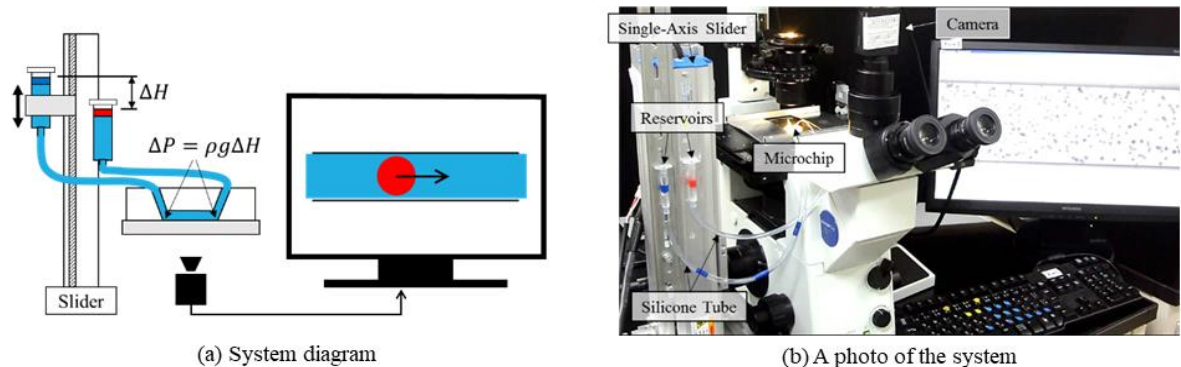 ΔH
ΔP = ρgΔH
Slider
(a) System diagram
Single-Axis Slider
Camera
Reservoirs
Microchip
Silicone Tube
(b) A photo of the system